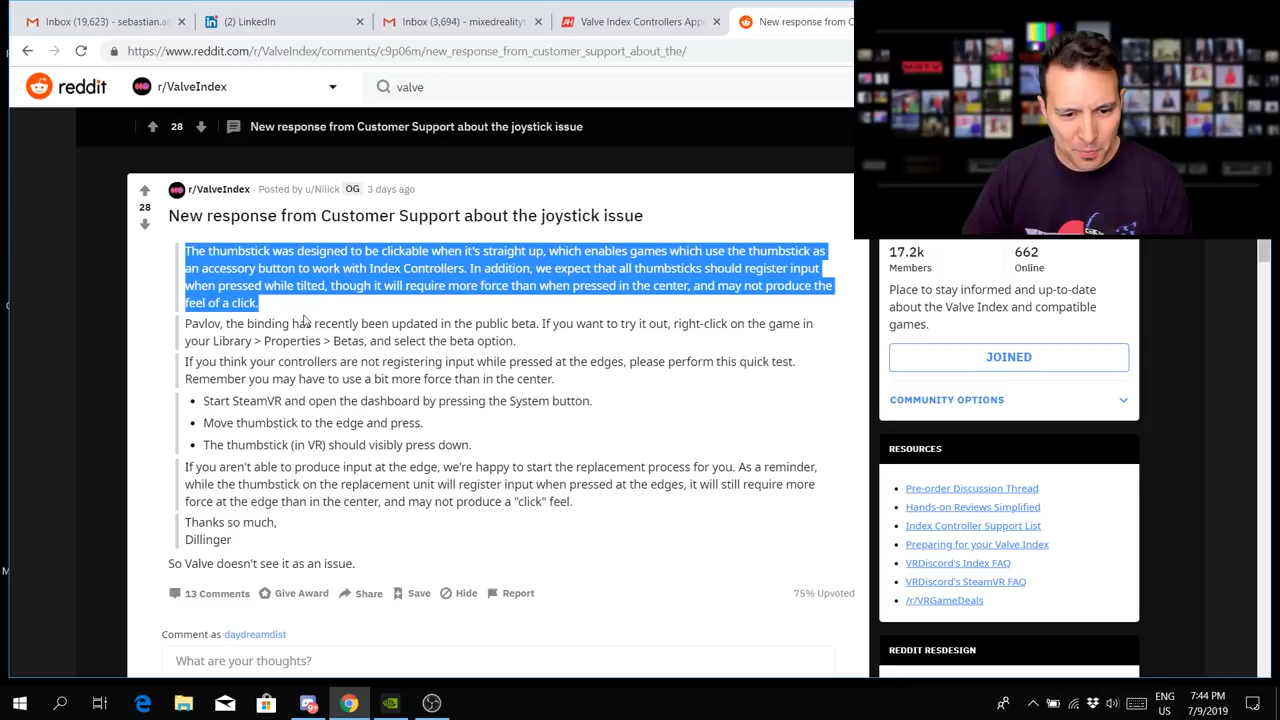 Inbox (19,623) - sebastian.an
(2) LinkedIn
Inbox (3,694) - mixedrealityt
Valve Index Controllers App
New response from C
https://www.reddit.com/r/ValveIndex/comments/c9p06m/new_response_from_customer_support_about_the/
reddit
r/ValveIndex
valve
MRTV
28
New response from Customer Support about the joystick issue
r/ValveIndex · Posted by u/Nilick OG 3 days ago
28
New response from Customer Support about the joystick issue
The thumbstick was designed to be clickable when it's straight up, which enables games which use the thumbstick as
an accessory button to work with Index Controllers. In addition, we expect that all thumbsticks should register input
when pressed while tilted, though it will require more force than when pressed in the center, and may not produce the
feel of a click.
Pavlov, the binding has recently been updated in the public beta. If you want to try it out, right-click on the game in
your Library > Properties > Betas, and select the beta option.
If you think your controllers are not registering input while pressed at the edges, please perform this quick test.
Remember you may have to use a bit more force than in the center.
• Start SteamVR and open the dashboard by pressing the System button.
• Move thumbstick to the edge and press.
• The thumbstick (in VR) should visibly press down.
If you aren't able to produce input at the edge, we're happy to start the replacement process for you. As a reminder,
while the thumbstick on the replacement unit will register input when pressed at the edges, it will still require more
force at the edge than in the center, and may not produce a "click" feel.
Thanks so much,
Dillinger
So Valve doesn't see it as an issue.
13 Comments Give Award Share Save Hide Report 75% Upvoted
Comment as daydreamdist
What are your thoughts?
17.2k 662
Members Online
Place to stay informed and up-to-date
about the Valve Index and compatible
games.
JOINED
COMMUNITY OPTIONS
RESOURCES
• Pre-order Discussion Thread
• Hands-on Reviews Simplified
• Index Controller Support List
• Preparing for your Valve Index
• VRDiscord's Index FAQ
• VRDiscord's SteamVR FAQ
• /r/VRGameDeals
REDDIT REDESIGN
ENG
US
7:44 PM
7/9/2019